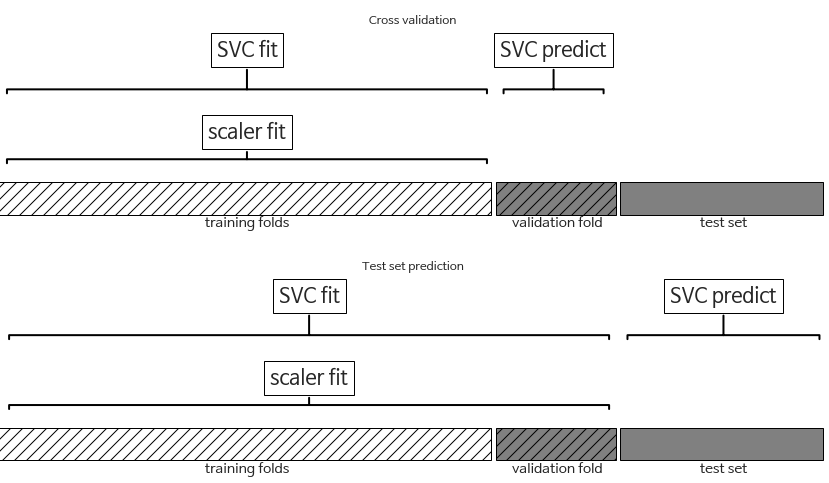 Cross validation
SVC fit
SVC predict
scaler fit
training folds
validation fold
test set
Test set prediction
SVC fit
SVC predict
scaler fit
training folds
validation fold
test set